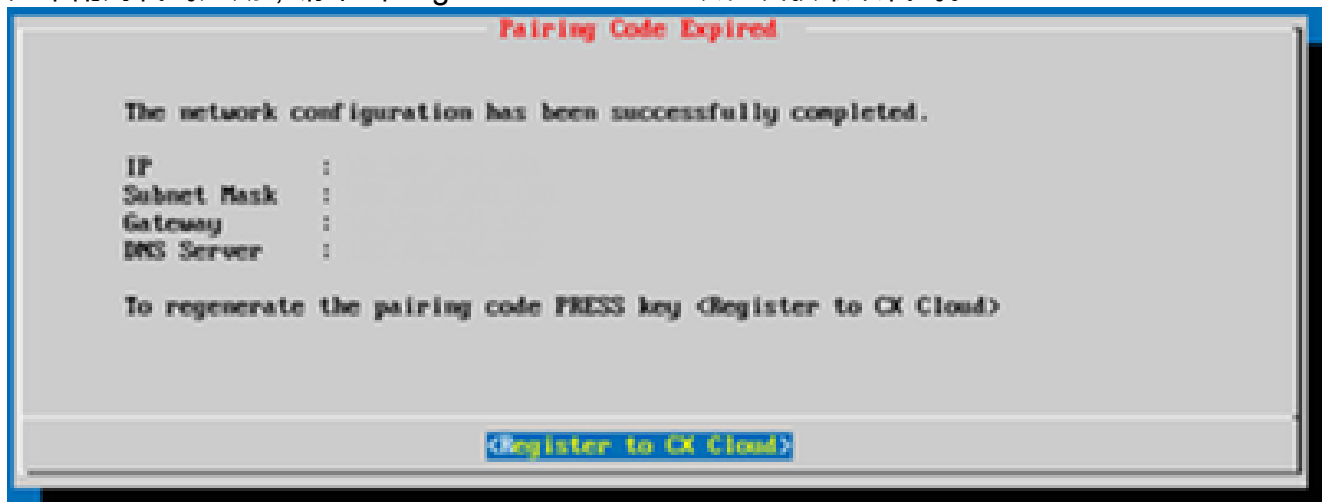 Pairing Code Expired
The network configuration has been successfully completed.
IP :
Subnet Mask :
Gateway :
DNS Server :
To regenerate the pairing code PRESS key <Register to CX Cloud>
<Register to CX Cloud>